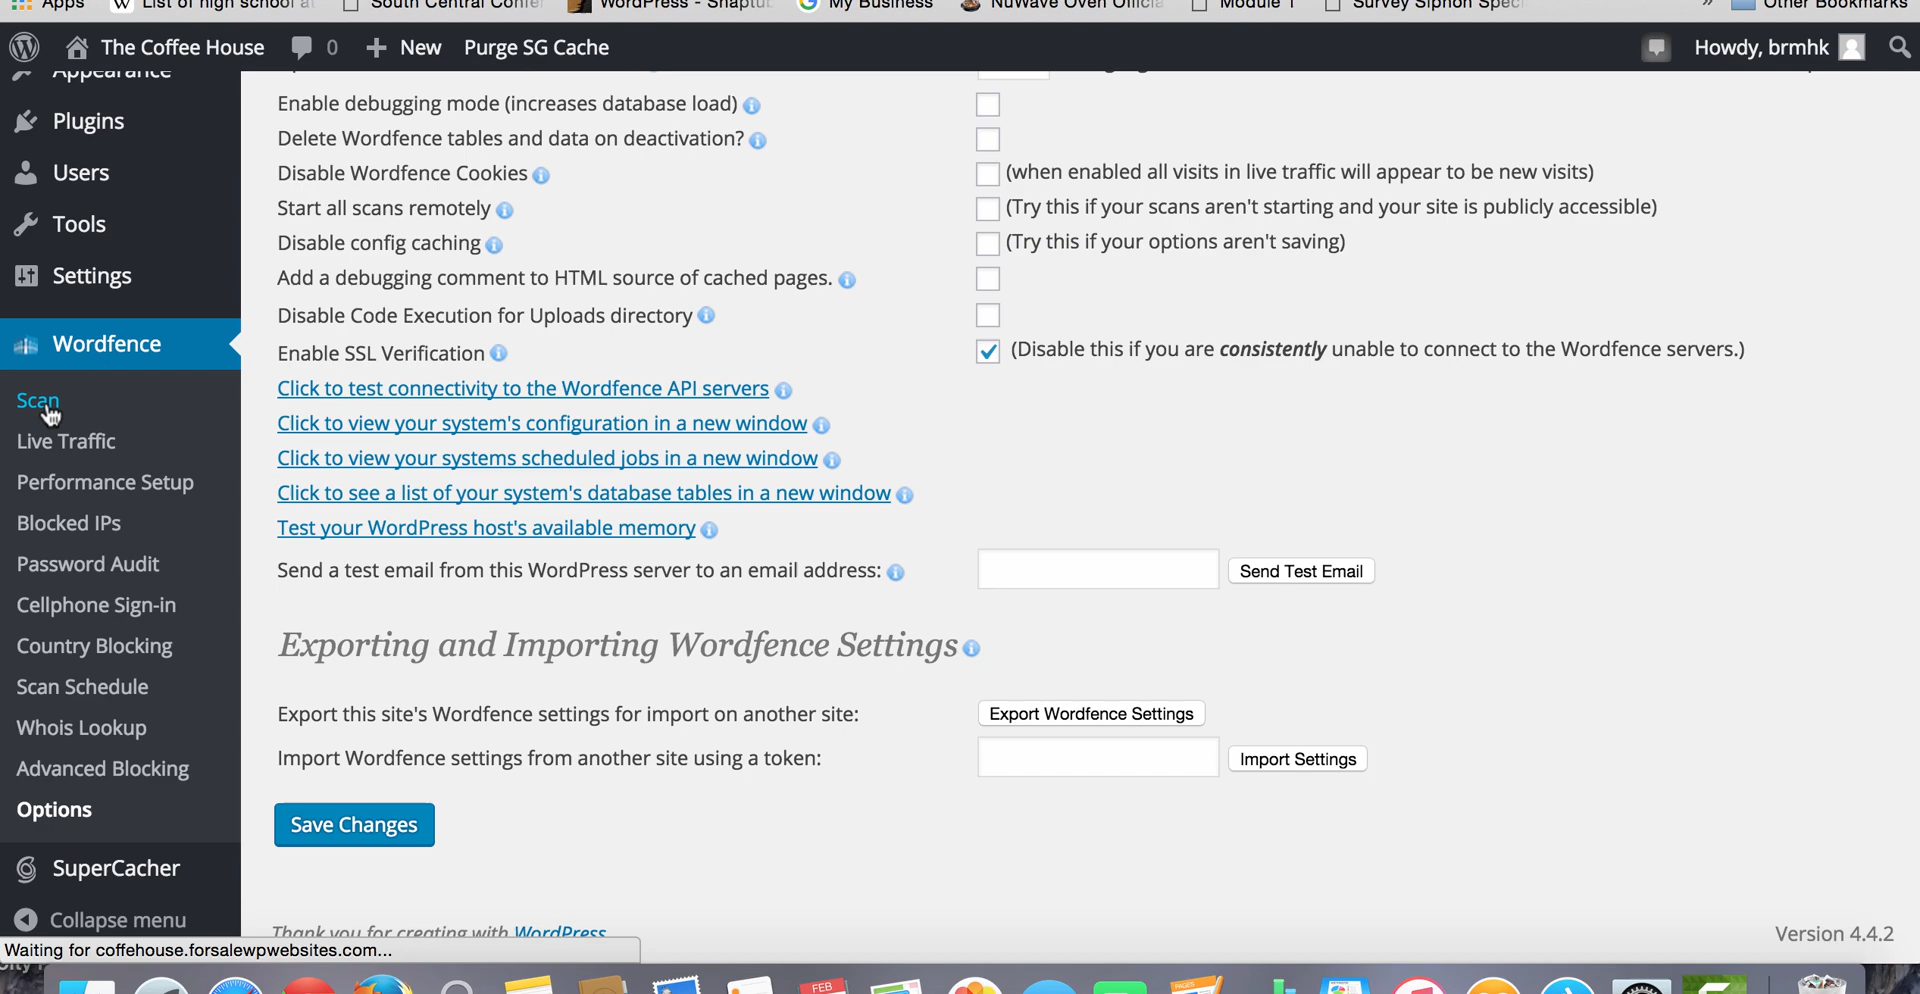 Apps
List of high school at
South Central Confer
WordPress - Snaptu
My Business
NuWave Oven Officia
Module 1
Survey Siphon Spec
»
Other Bookmarks
The Coffee House
0
+ New
Purge SG Cache
Howdy, brmhk
Appearance
Plugins
Users
Tools
Settings
Wordfence
Scan
Live Traffic
Performance Setup
Blocked IPs
Password Audit
Cellphone Sign-in
Country Blocking
Scan Schedule
Whois Lookup
Advanced Blocking
Options
SuperCacher
Collapse menu
Enable debugging mode (increases database load)
Delete Wordfence tables and data on deactivation?
Disable Wordfence Cookies
(when enabled all visits in live traffic will appear to be new visits)
Start all scans remotely
(Try this if your scans aren't starting and your site is publicly accessible)
Disable config caching
(Try this if your options aren't saving)
Add a debugging comment to HTML source of cached pages.
Disable Code Execution for Uploads directory
Enable SSL Verification
(Disable this if you are consistently unable to connect to the Wordfence servers.)
Click to test connectivity to the Wordfence API servers
Click to view your system's configuration in a new window
Click to view your systems scheduled jobs in a new window
Click to see a list of your system's database tables in a new window
Test your WordPress host's available memory
Send a test email from this WordPress server to an email address:
Send Test Email
Exporting and Importing Wordfence Settings
Export this site's Wordfence settings for import on another site:
Export Wordfence Settings
Import Wordfence settings from another site using a token:
Import Settings
Save Changes
Thank you for creating with WordPress
Version 4.4.2
Waiting for coffehouse.forsalewpwebsites.com...
FEB
PAGES